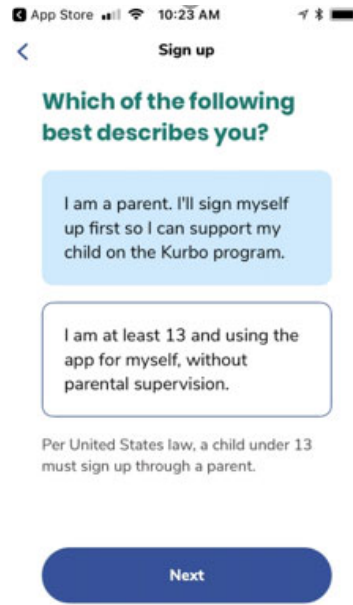 App Store 10:23 AM
Sign up
Which of the following
best describes you?
I am a parent. I'll sign myself
up first so I can support my
child on the Kurbo program.
I am at least 13 and using the
app for myself, without
parental supervision.
Per United States law, a child under 13
must sign up through a parent.
Next